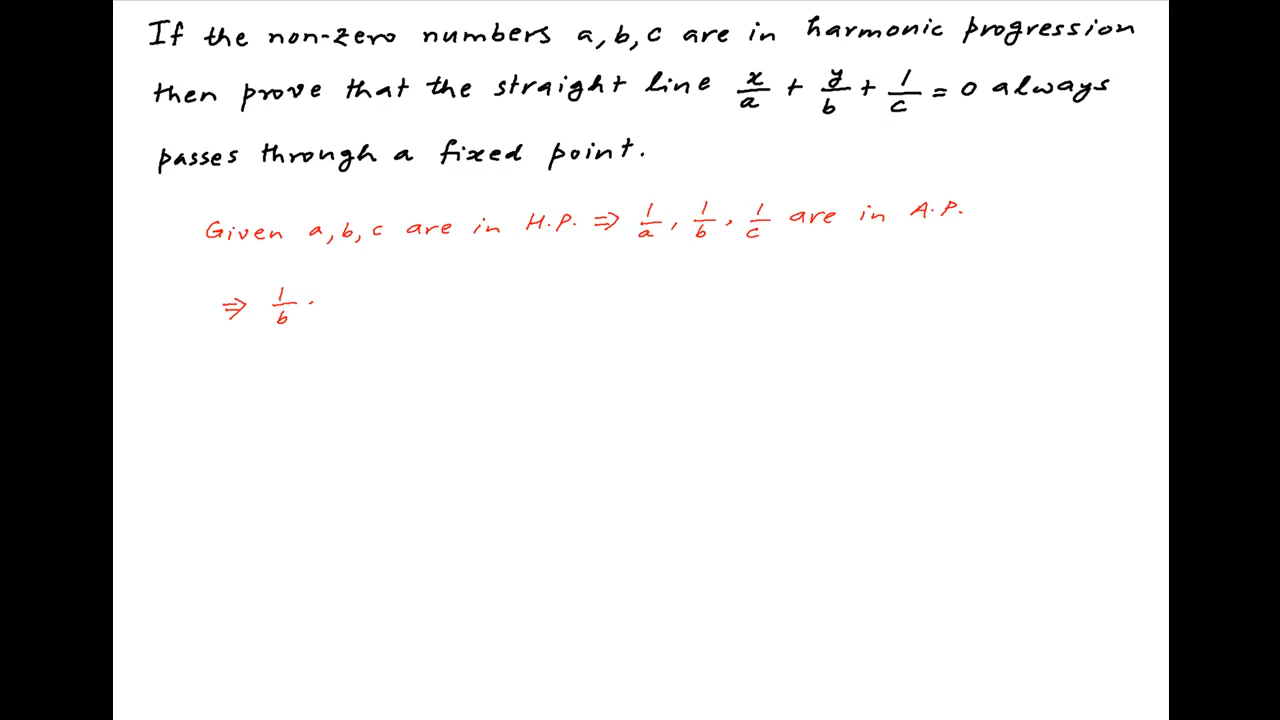 If the non-zero numbers a, b, c are in harmonic progression
then prove that the straight line x/a + y/b + 1/c = 0 always
passes through a fixed point.
Given a, b, c are in H.P. ⇒ 1/a, 1/b, 1/c are in A.P.
⇒ 1/b